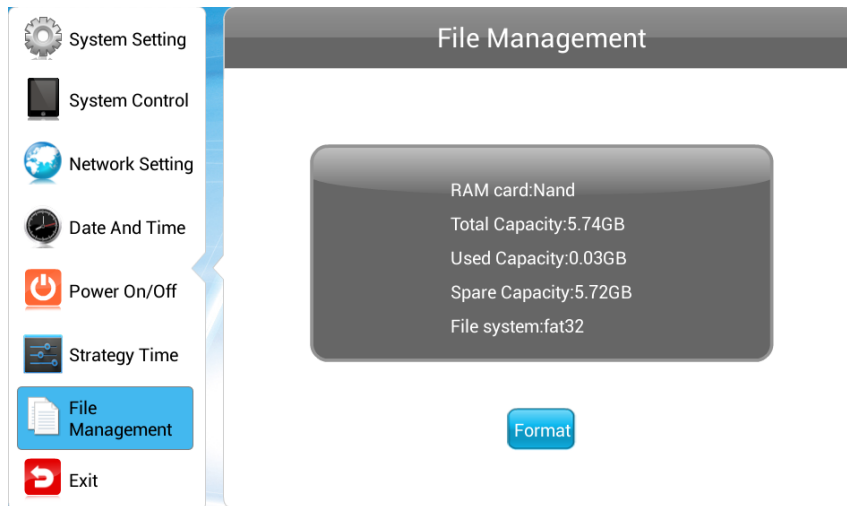 System Setting
System Control
Network Setting
Date And Time
Power On/Off
Strategy Time
File
Management
Exit
File Management
RAM card:Nand
Total Capacity:5.74GB
Used Capacity:0.03GB
Spare Capacity:5.72GB
File system:fat32
Format